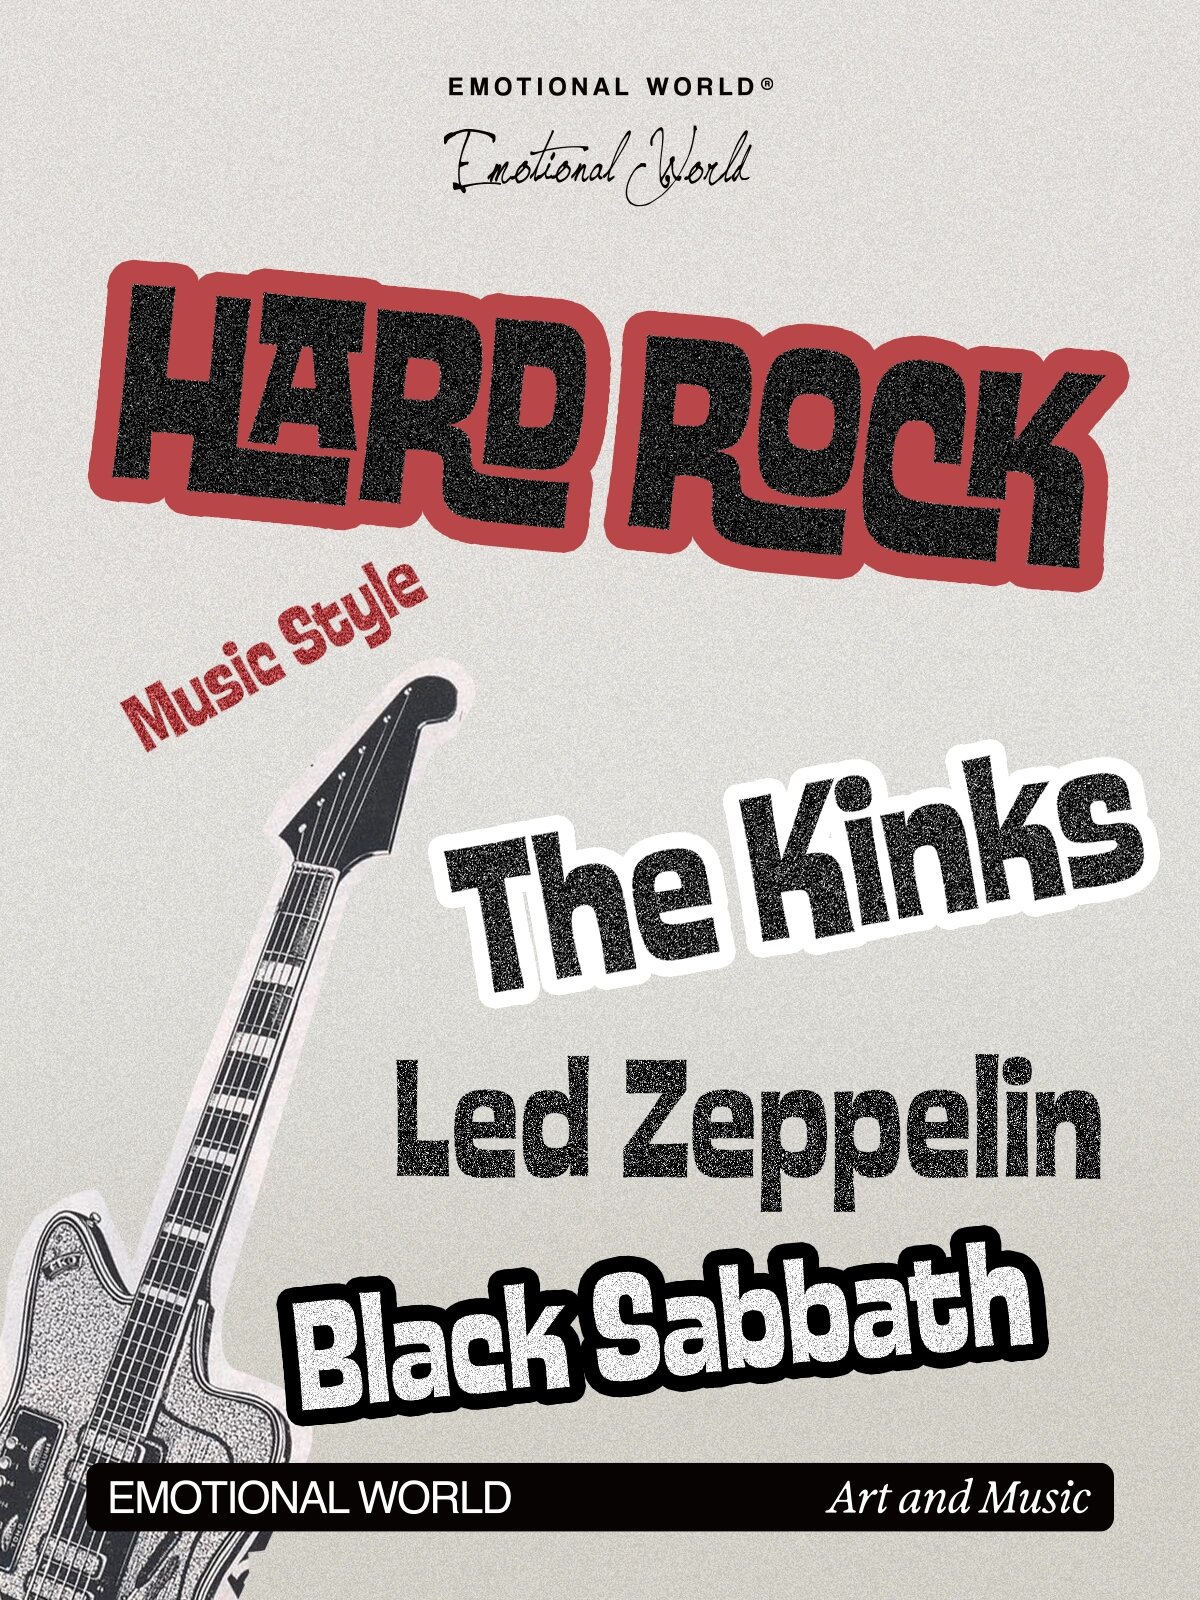 EMOTIONAL WORLD®
Emotional World
HARD ROCK
Music Style
The Kinks
Led Zeppelin
Black Sabbath
eko
EMOTIONAL WORLD
Art and Music